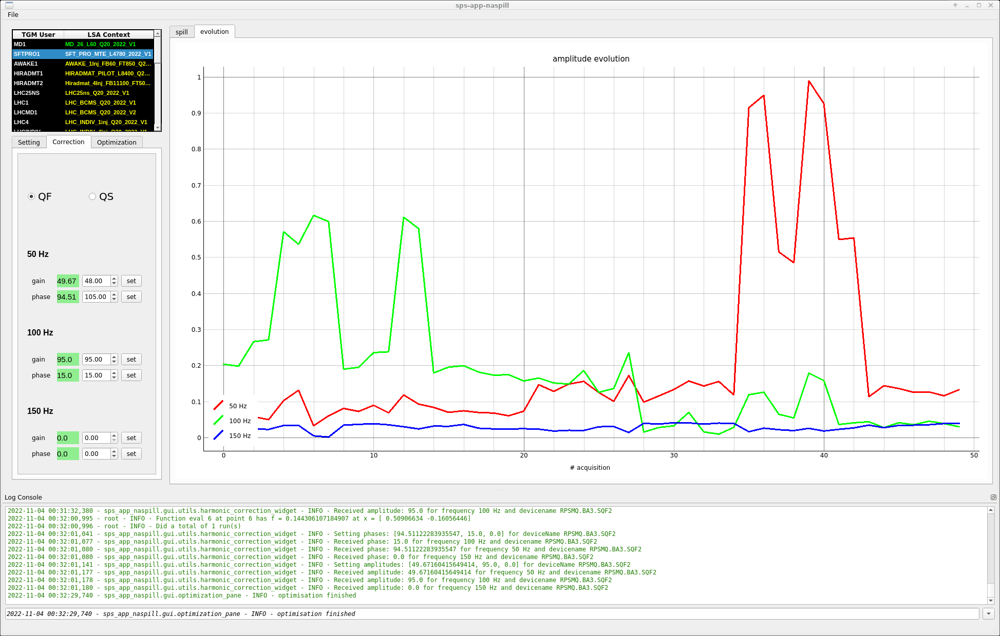 sps-app-naspill
File
TGM User LSA Context
MD1 MD_26_L60_Q20_2022_V1
SFTPRO1 SFT_PRO_MTE_L4780_2022_V1
AWAKE1 AWAKE_1Inj_FB60_FT850_Q2...
HIRADMT1 HIRADMAT_PILOT_L8400_Q2...
HIRADMT2 Hiradmat_4Inj_FB11100_FT50...
LHC25NS LHC25ns_Q20_2022_V1
LHC1 LHC_BCMS_Q20_2022_V1
LHCMD1 LHC_BCMS_Q20_2022_V2
LHC4 LHC_INDIV_1inj_Q20_2022_V1
LHCINDIV LHC_INDIV_4Inj_Q20_2022_V1
Setting Correction Optimization
QF QS
50 Hz
gain 49.67 48.00 set
phase 94.51 105.00 set
100 Hz
gain 95.0 95.00 set
phase 15.0 15.00 set
150 Hz
gain 0.0 0.00 set
phase 0.0 0.00 set
spill evolution
amplitude evolution
1
0.9
0.8
0.7
0.6
0.5
0.4
0.3
0.2
0.1
0
50 Hz
100 Hz
150 Hz
0 10 20 30 40 50
# acquisition
Log Console
2022-11-04 00:31:32,380 - sps_app_naspill.gui.utils.harmonic_correction_widget - INFO - Received amplitude: 95.0 for frequency 100 Hz and devicename RPSMQ.BA3.SQF2
2022-11-04 00:32:00,995 - root - INFO - Function eval 6 at point 6 has f = 0.144306107184907 at x = [ 0.50906634 -0.16056446]
2022-11-04 00:32:00,996 - root - INFO - Did a total of 1 run(s)
2022-11-04 00:32:01,041 - sps_app_naspill.gui.utils.harmonic_correction_widget - INFO - Setting phases: [94.51122283935547, 15.0, 0.0] for deviceName RPSMQ.BA3.SQF2
2022-11-04 00:32:01,077 - sps_app_naspill.gui.utils.harmonic_correction_widget - INFO - Received phase: 15.0 for frequency 100 Hz and devicename RPSMQ.BA3.SQF2
2022-11-04 00:32:01,080 - sps_app_naspill.gui.utils.harmonic_correction_widget - INFO - Received phase: 94.51122283935547 for frequency 50 Hz and devicename RPSMQ.BA3.SQF2
2022-11-04 00:32:01,080 - sps_app_naspill.gui.utils.harmonic_correction_widget - INFO - Received phase: 0.0 for frequency 150 Hz and devicename RPSMQ.BA3.SQF2
2022-11-04 00:32:01,141 - sps_app_naspill.gui.utils.harmonic_correction_widget - INFO - Setting amplitudes: [49.67160415649414, 95.0, 0.0] for deviceName RPSMQ.BA3.SQF2
2022-11-04 00:32:01,177 - sps_app_naspill.gui.utils.harmonic_correction_widget - INFO - Received amplitude: 49.67160415649414 for frequency 50 Hz and devicename RPSMQ.BA3.SQF2
2022-11-04 00:32:01,178 - sps_app_naspill.gui.utils.harmonic_correction_widget - INFO - Received amplitude: 95.0 for frequency 100 Hz and devicename RPSMQ.BA3.SQF2
2022-11-04 00:32:01,180 - sps_app_naspill.gui.utils.harmonic_correction_widget - INFO - Received amplitude: 0.0 for frequency 150 Hz and devicename RPSMQ.BA3.SQF2
2022-11-04 00:32:29,740 - sps_app_naspill.gui.optimization_pane - INFO - optimisation finished
2022-11-04 00:32:29,740 - sps_app_naspill.gui.optimization_pane - INFO - optimisation finished